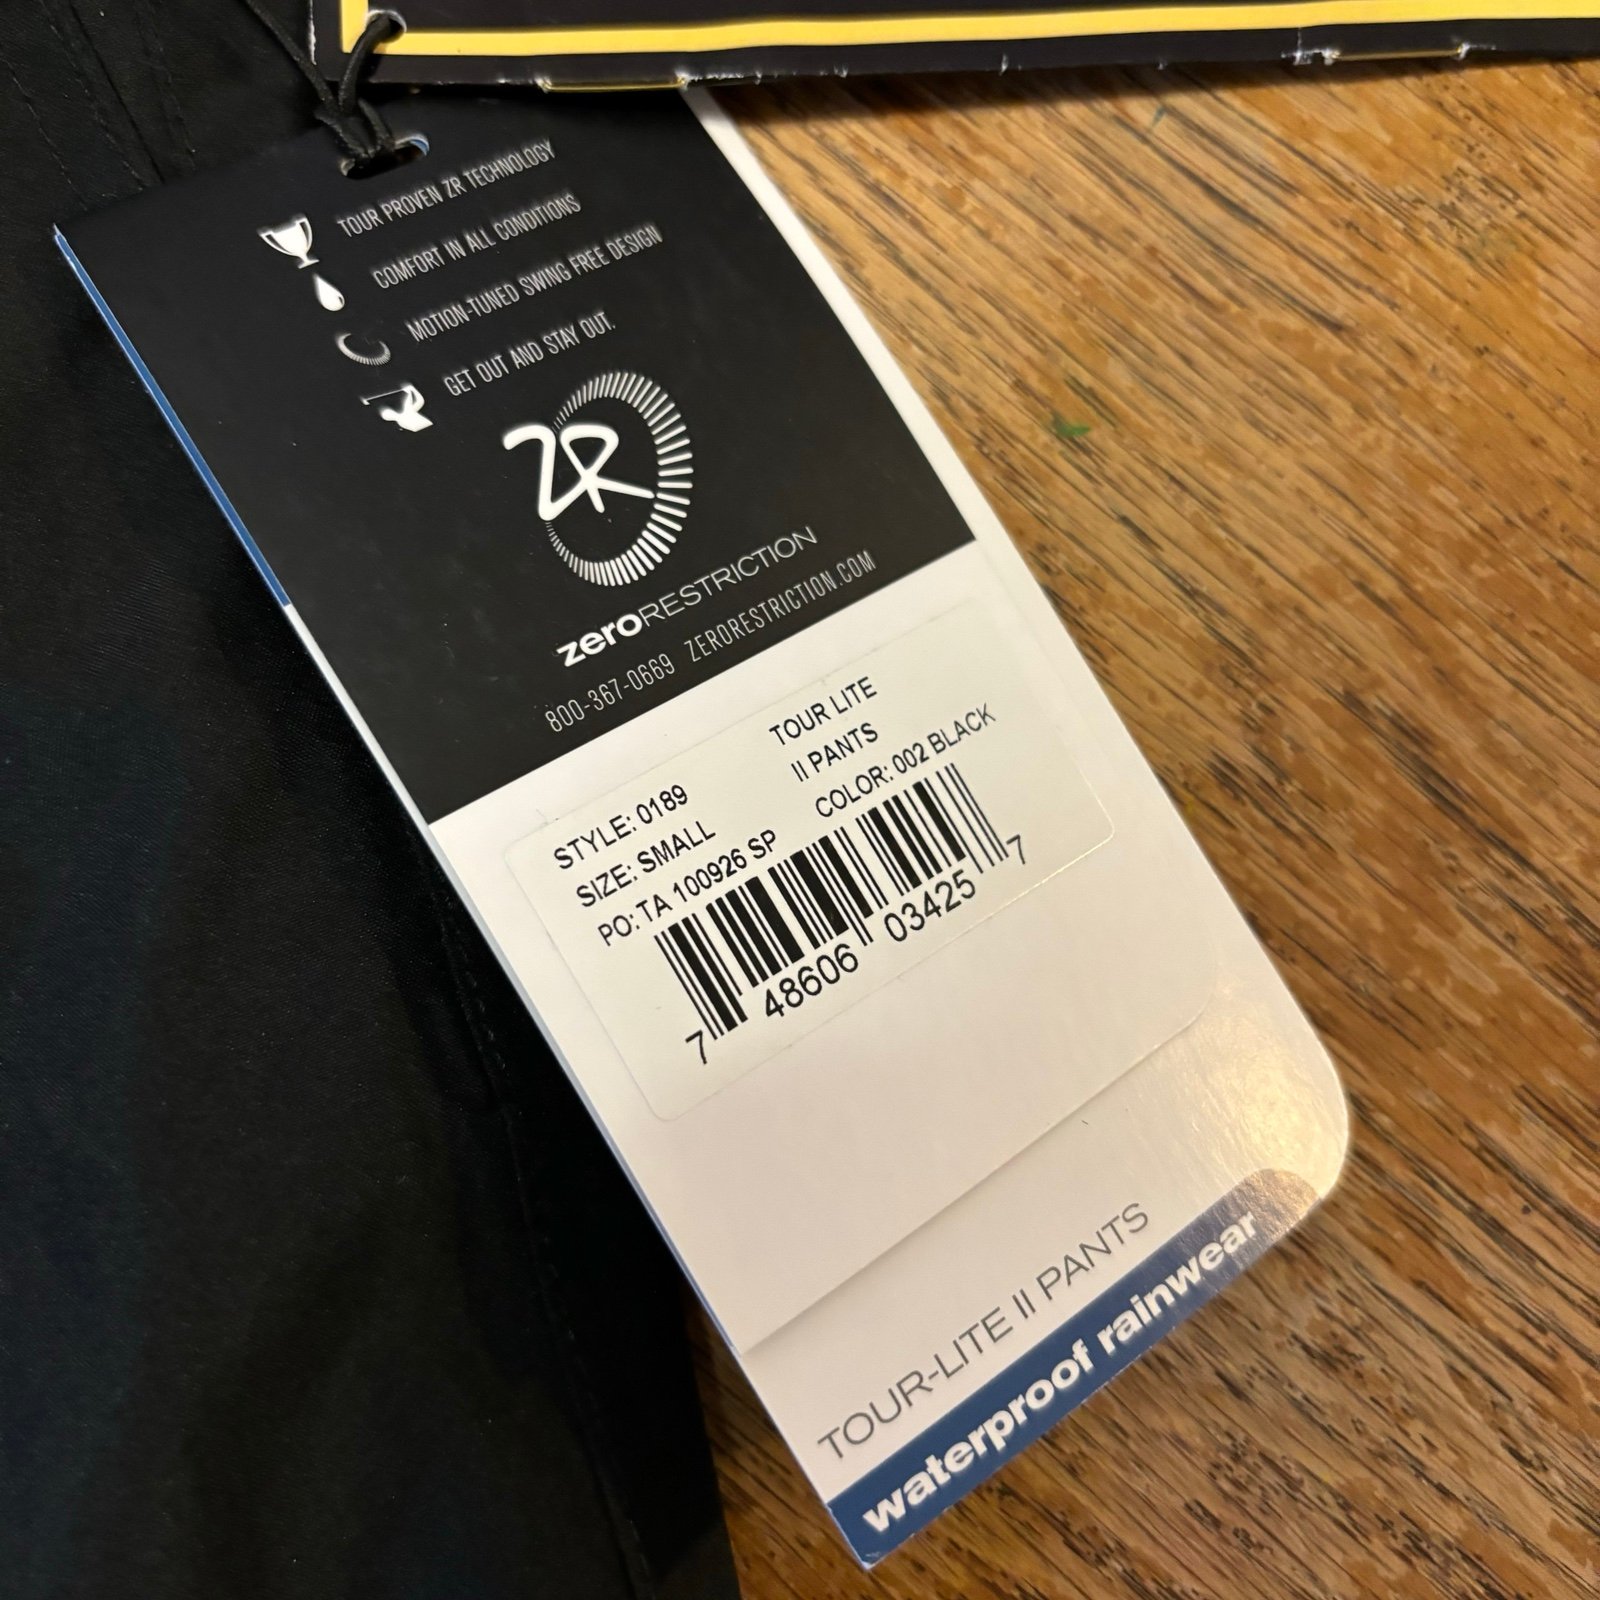 TOUR PROVEN ZR TECHNOLOGY
COMFORT IN ALL CONDITIONS
MOTION-TUNED SWING FREE DESIGN
GET OUT AND STAY OUT.
ZR
zeroRESTRICTION
800-367-0669 ZERORESTRICTION.COM
STYLE: 0189 TOUR LITE
SIZE: SMALL II PANTS
PO: TA 100926 SP COLOR: 002 BLACK
7 48606 03425 7
TOUR-LITE II PANTS
waterproof rainwear